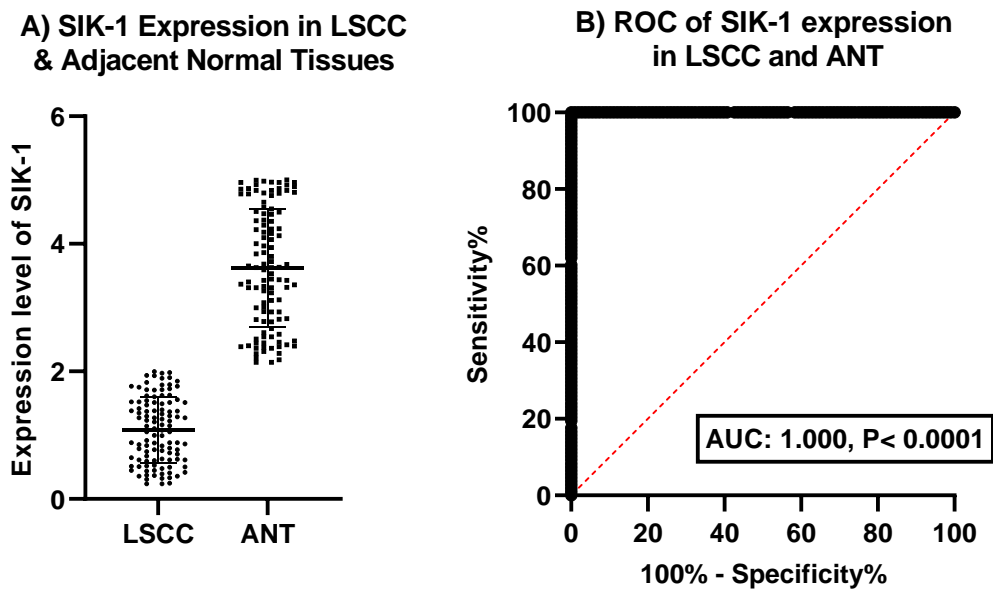 A) SIK-1 Expression in LSCC
& Adjacent Normal Tissues
Expression level of SIK-1
6
4
2
0
LSCC
ANT
B) ROC of SIK-1 expression
in LSCC and ANT
Sensitivity%
100
80
60
40
20
0
AUC: 1.000, P< 0.0001
0 20 40 60 80 100
100% - Specificity%